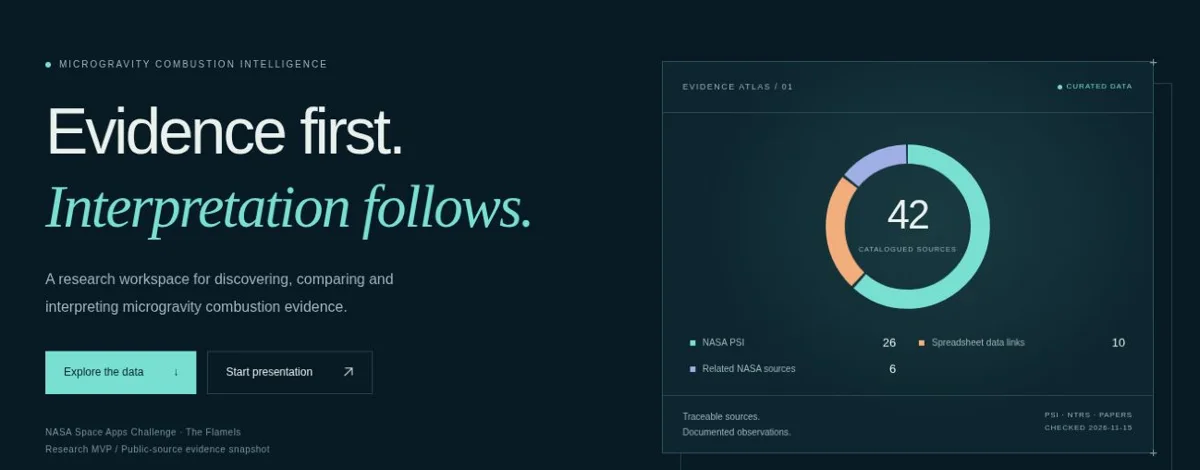 MICROGRAVITY COMBUSTION INTELLIGENCE
Evidence first.
Interpretation follows.
A research workspace for discovering, comparing and
interpreting microgravity combustion evidence.
Explore the data ↓
Start presentation
NASA Space Apps Challenge · The Flamels
Research MVP / Public-source evidence snapshot
EVIDENCE ATLAS / 01
CURATED DATA
42
CATALOGUED SOURCES
NASA PSI 26
Spreadsheet data links 10
Related NASA sources 6
Traceable sources.
Documented observations.
PSI · NTRS · PAPERS
CHECKED 2026-11-15